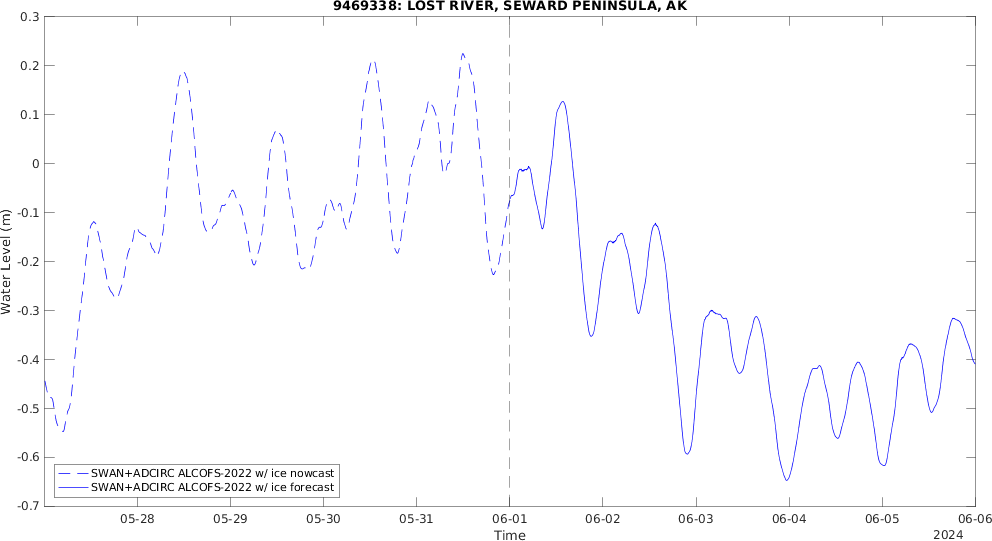 9469338: LOST RIVER, SEWARD PENINSULA, AK
0.3
0.2
0.1
0
-0.1
-0.2
-0.3
-0.4
-0.5
-0.6
-0.7
Water Level (m)
SWAN+ADCIRC ALCOFS-2022 w/ ice nowcast
SWAN+ADCIRC ALCOFS-2022 w/ ice forecast
05-28 05-29 05-30 05-31 06-01 06-02 06-03 06-04 06-05 06-06
Time
2024